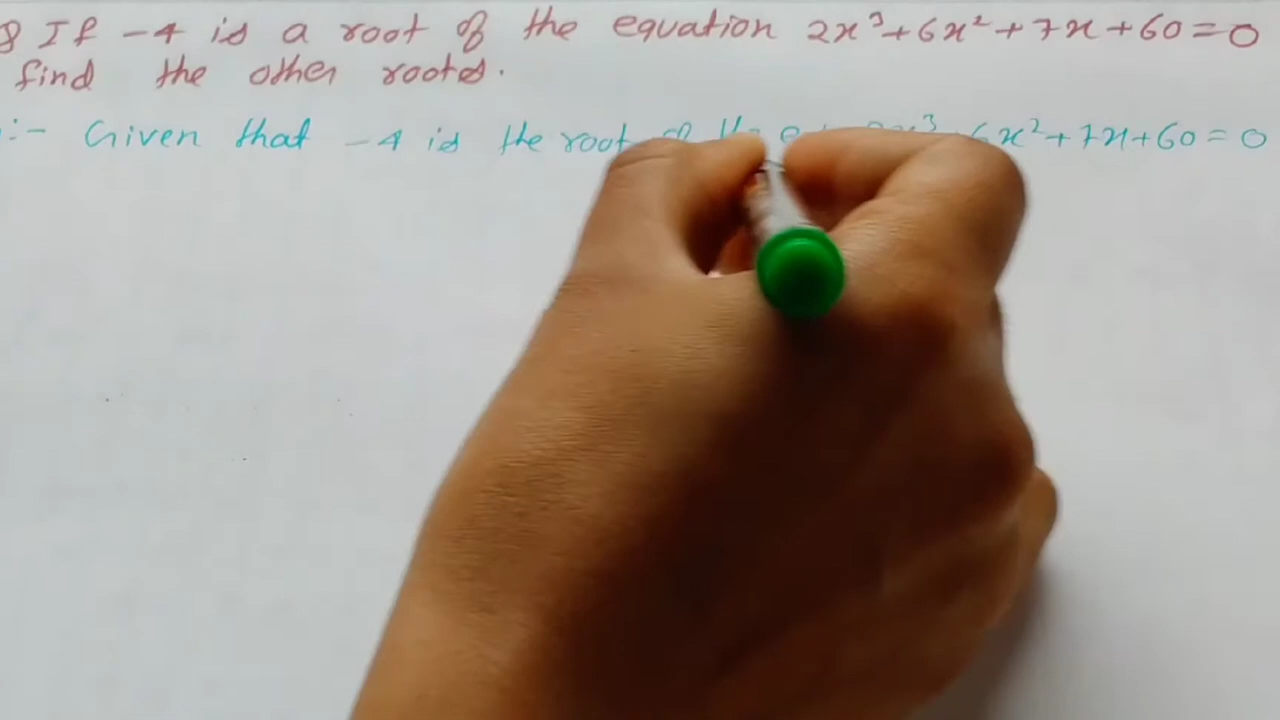 If -4 is a root of the equation 2x³+6x²+7x+60=0
find the other roots.
:- Given that -4 is the root of 6x²+7x+60=0